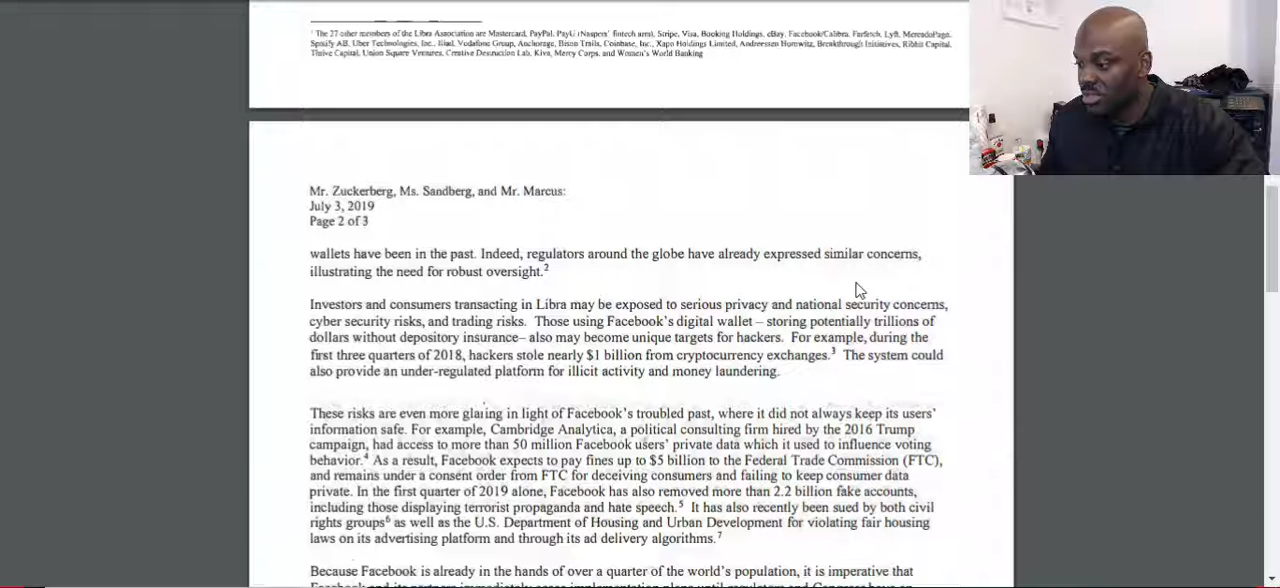 ¹ The 27 other members of the Libra Association are Mastercard, PayPal, PayU (Naspers' fintech arm), Stripe, Visa, Booking Holdings, eBay, Facebook/Calibra, Farfetch, Lyft, MercadoPago,
Spotify AB, Uber Technologies, Inc., Iliad, Vodafone Group, Anchorage, Bison Trails, Coinbase, Inc., Xapo Holdings Limited, Andreessen Horowitz, Breakthrough Initiatives, Ribbit Capital,
Thrive Capital, Union Square Ventures, Creative Destruction Lab, Kiva, Mercy Corps, and Women's World Banking
Mr. Zuckerberg, Ms. Sandberg, and Mr. Marcus:
July 3, 2019
Page 2 of 3
wallets have been in the past. Indeed, regulators around the globe have already expressed similar concerns,
illustrating the need for robust oversight.²
Investors and consumers transacting in Libra may be exposed to serious privacy and national security concerns,
cyber security risks, and trading risks. Those using Facebook's digital wallet – storing potentially trillions of
dollars without depository insurance– also may become unique targets for hackers. For example, during the
first three quarters of 2018, hackers stole nearly $1 billion from cryptocurrency exchanges.³ The system could
also provide an under-regulated platform for illicit activity and money laundering.
These risks are even more glaring in light of Facebook's troubled past, where it did not always keep its users'
information safe. For example, Cambridge Analytica, a political consulting firm hired by the 2016 Trump
campaign, had access to more than 50 million Facebook users' private data which it used to influence voting
behavior.⁴ As a result, Facebook expects to pay fines up to $5 billion to the Federal Trade Commission (FTC),
and remains under a consent order from FTC for deceiving consumers and failing to keep consumer data
private. In the first quarter of 2019 alone, Facebook has also removed more than 2.2 billion fake accounts,
including those displaying terrorist propaganda and hate speech.⁵ It has also recently been sued by both civil
rights groups⁶ as well as the U.S. Department of Housing and Urban Development for violating fair housing
laws on its advertising platform and through its ad delivery algorithms.⁷
Because Facebook is already in the hands of over a quarter of the world's population, it is imperative that